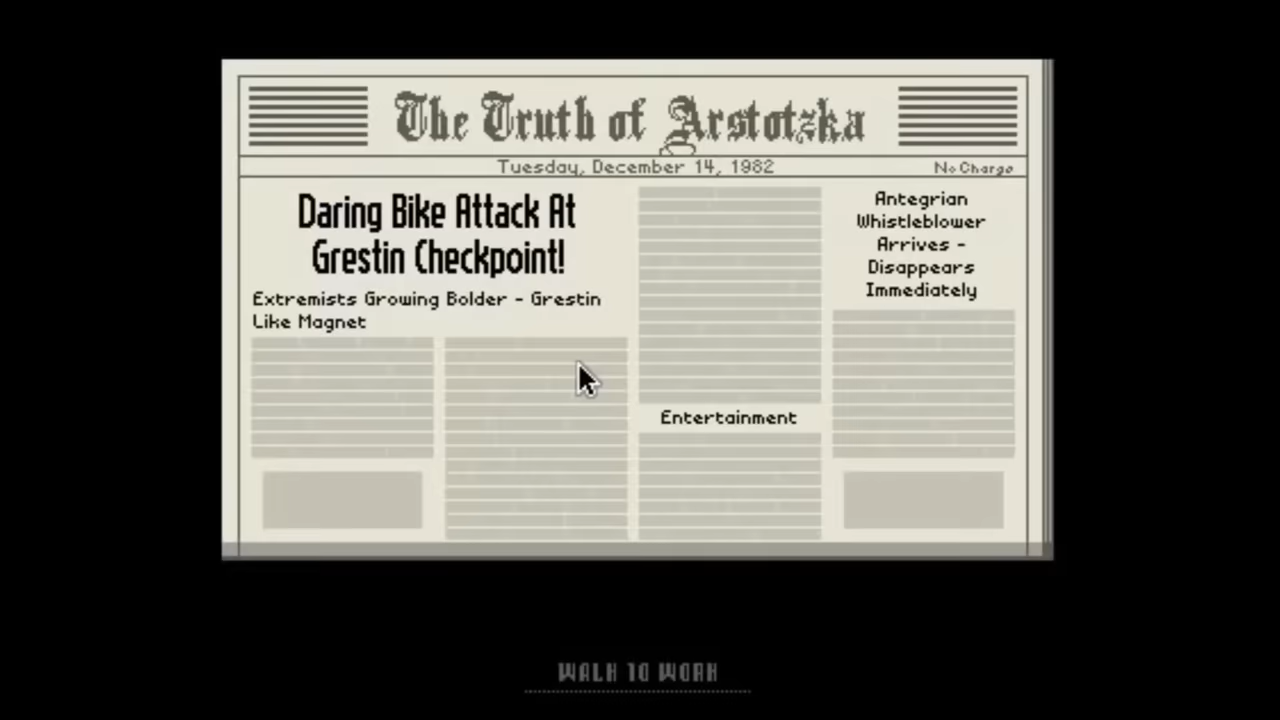 The Truth of Arstotzka
Tuesday, December 14, 1982
No Charge
Daring Bike Attack At
Grestin Checkpoint!
Extremists Growing Bolder - Grestin
Like Magnet
Entertainment
Antegrian
Whistleblower
Arrives -
Disappears
Immediately
WALK TO WORK